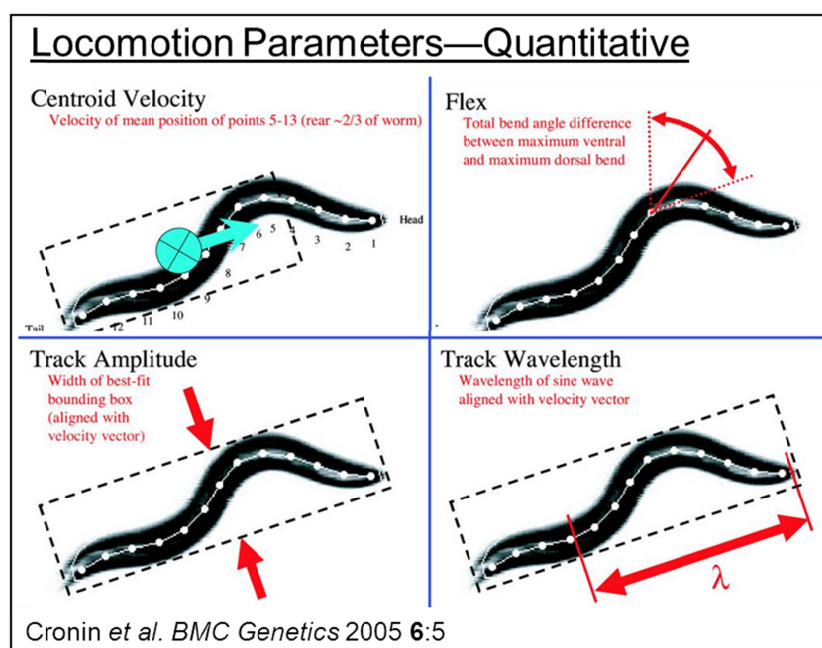 Locomotion Parameters—Quantitative
Centroid Velocity
Velocity of mean position of points 5-13 (rear ~2/3 of worm)
Head
1
2
3
4
5
6
7
8
9
10
11
12
Tail
Flex
Total bend angle difference
between maximum ventral
and maximum dorsal bend
Track Amplitude
Width of best-fit
bounding box
(aligned with
velocity vector)
Track Wavelength
Wavelength of sine wave
aligned with velocity vector
λ
Cronin et al. BMC Genetics 2005 6:5